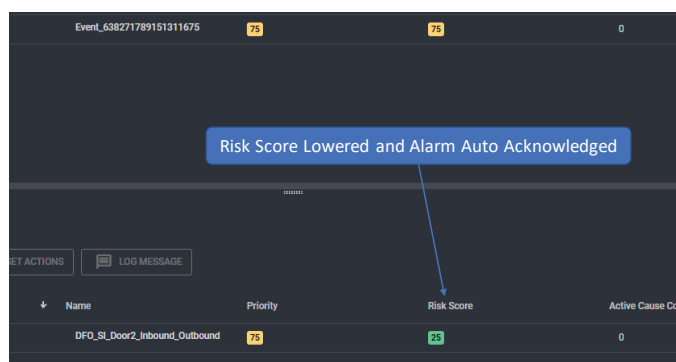 Event_638271789151311675 75 75 0
Risk Score Lowered and Alarm Auto Acknowledged
SET ACTIONS LOG MESSAGE
Name Priority Risk Score Active Cause Co
DFO_SI_Door2_Inbound_Outbound 75 25 0